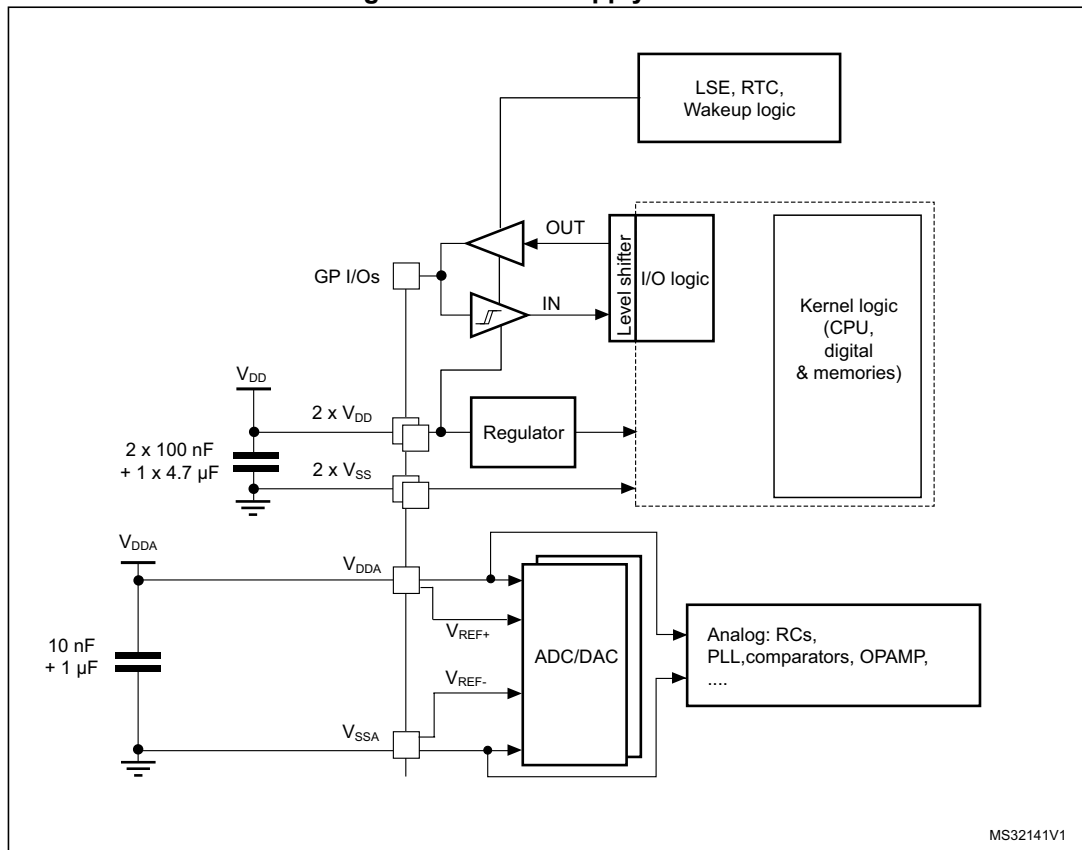 LSE, RTC,
Wakeup logic
OUT
GP I/Os
IN
Level shifter
I/O logic
Kernel logic
(CPU,
digital
& memories)
VDD
2 x VDD
Regulator
2 x 100 nF
+ 1 x 4.7 µF
2 x VSS
VDDA
VDDA
VREF+
10 nF
+ 1 µF
ADC/DAC
Analog: RCs,
PLL,comparators, OPAMP,
....
VREF-
VSSA
MS32141V1